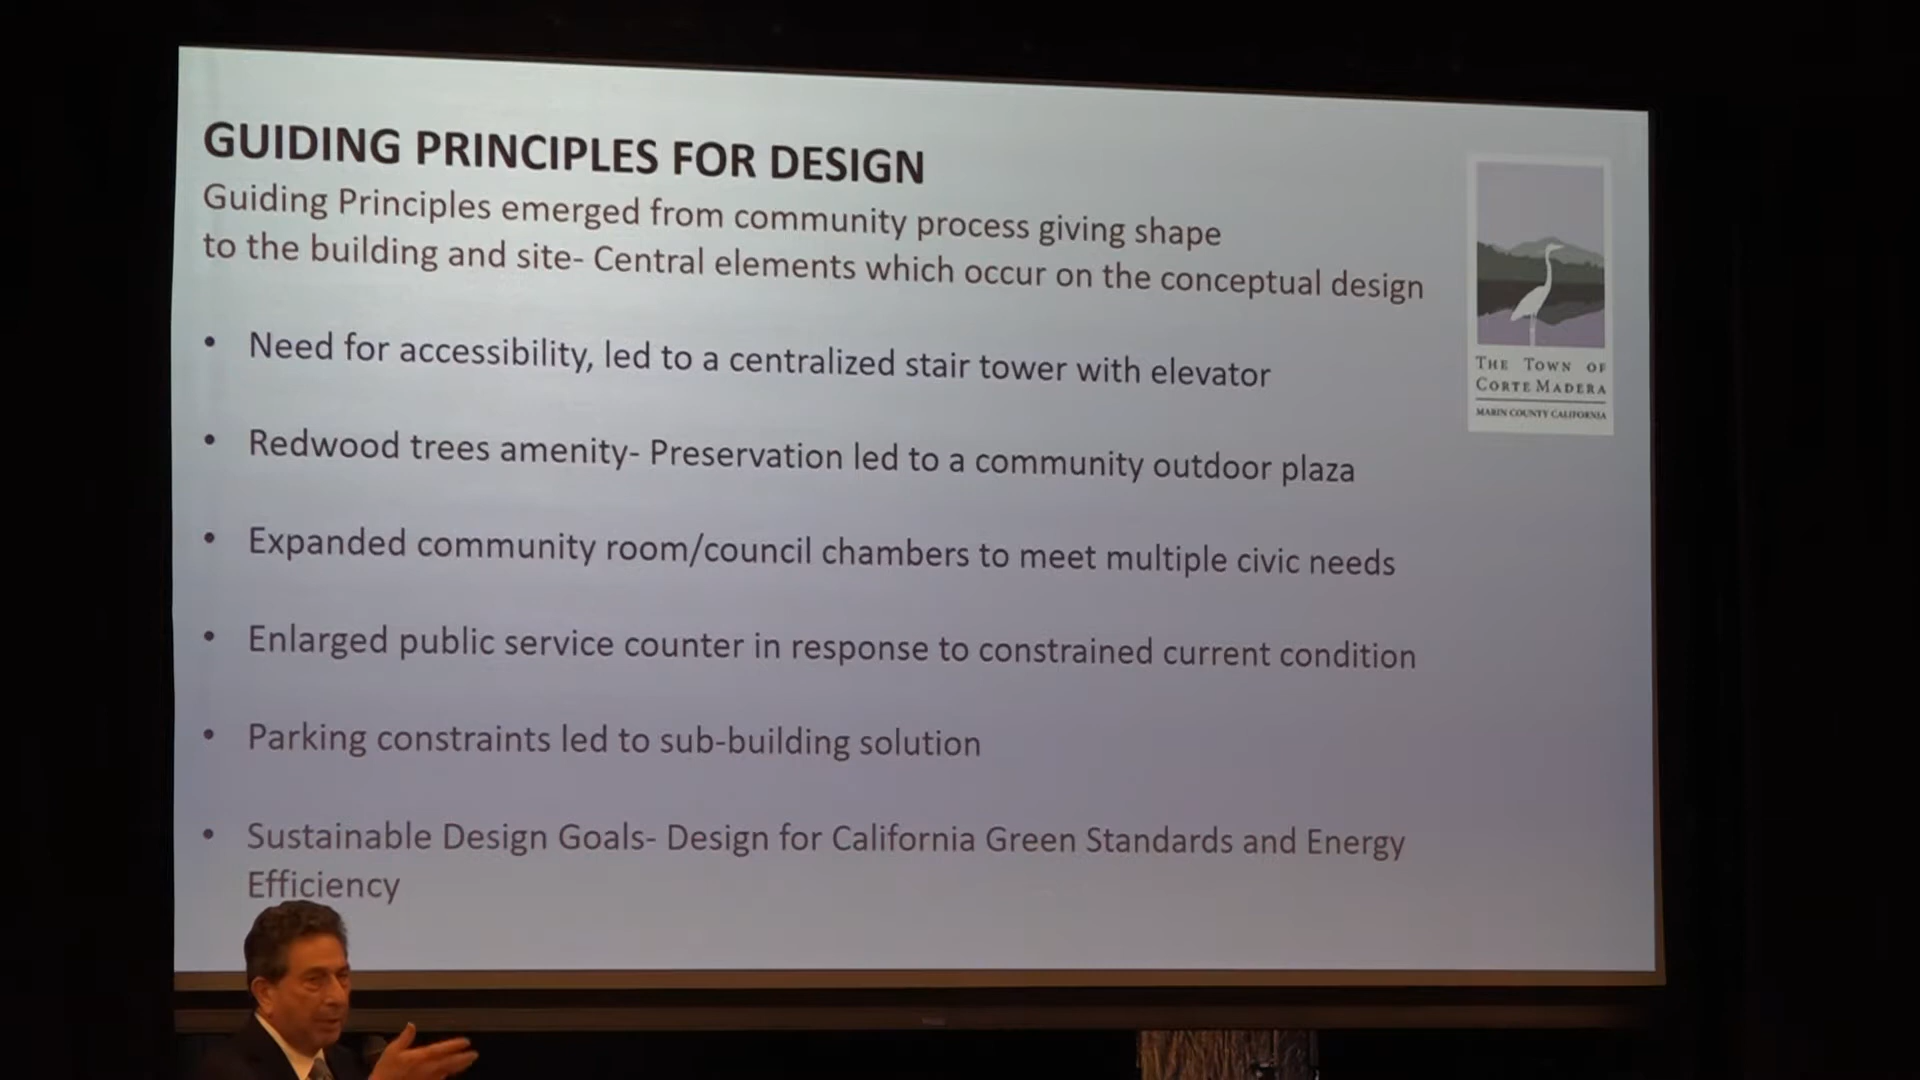 GUIDING PRINCIPLES FOR DESIGN
Guiding Principles emerged from community process giving shape
to the building and site- Central elements which occur on the conceptual design
• Need for accessibility, led to a centralized stair tower with elevator
• Redwood trees amenity- Preservation led to a community outdoor plaza
• Expanded community room/council chambers to meet multiple civic needs
• Enlarged public service counter in response to constrained current condition
• Parking constraints led to sub-building solution
• Sustainable Design Goals- Design for California Green Standards and Energy
Efficiency
THE TOWN OF
CORTE MADERA
MARIN COUNTY CALIFORNIA